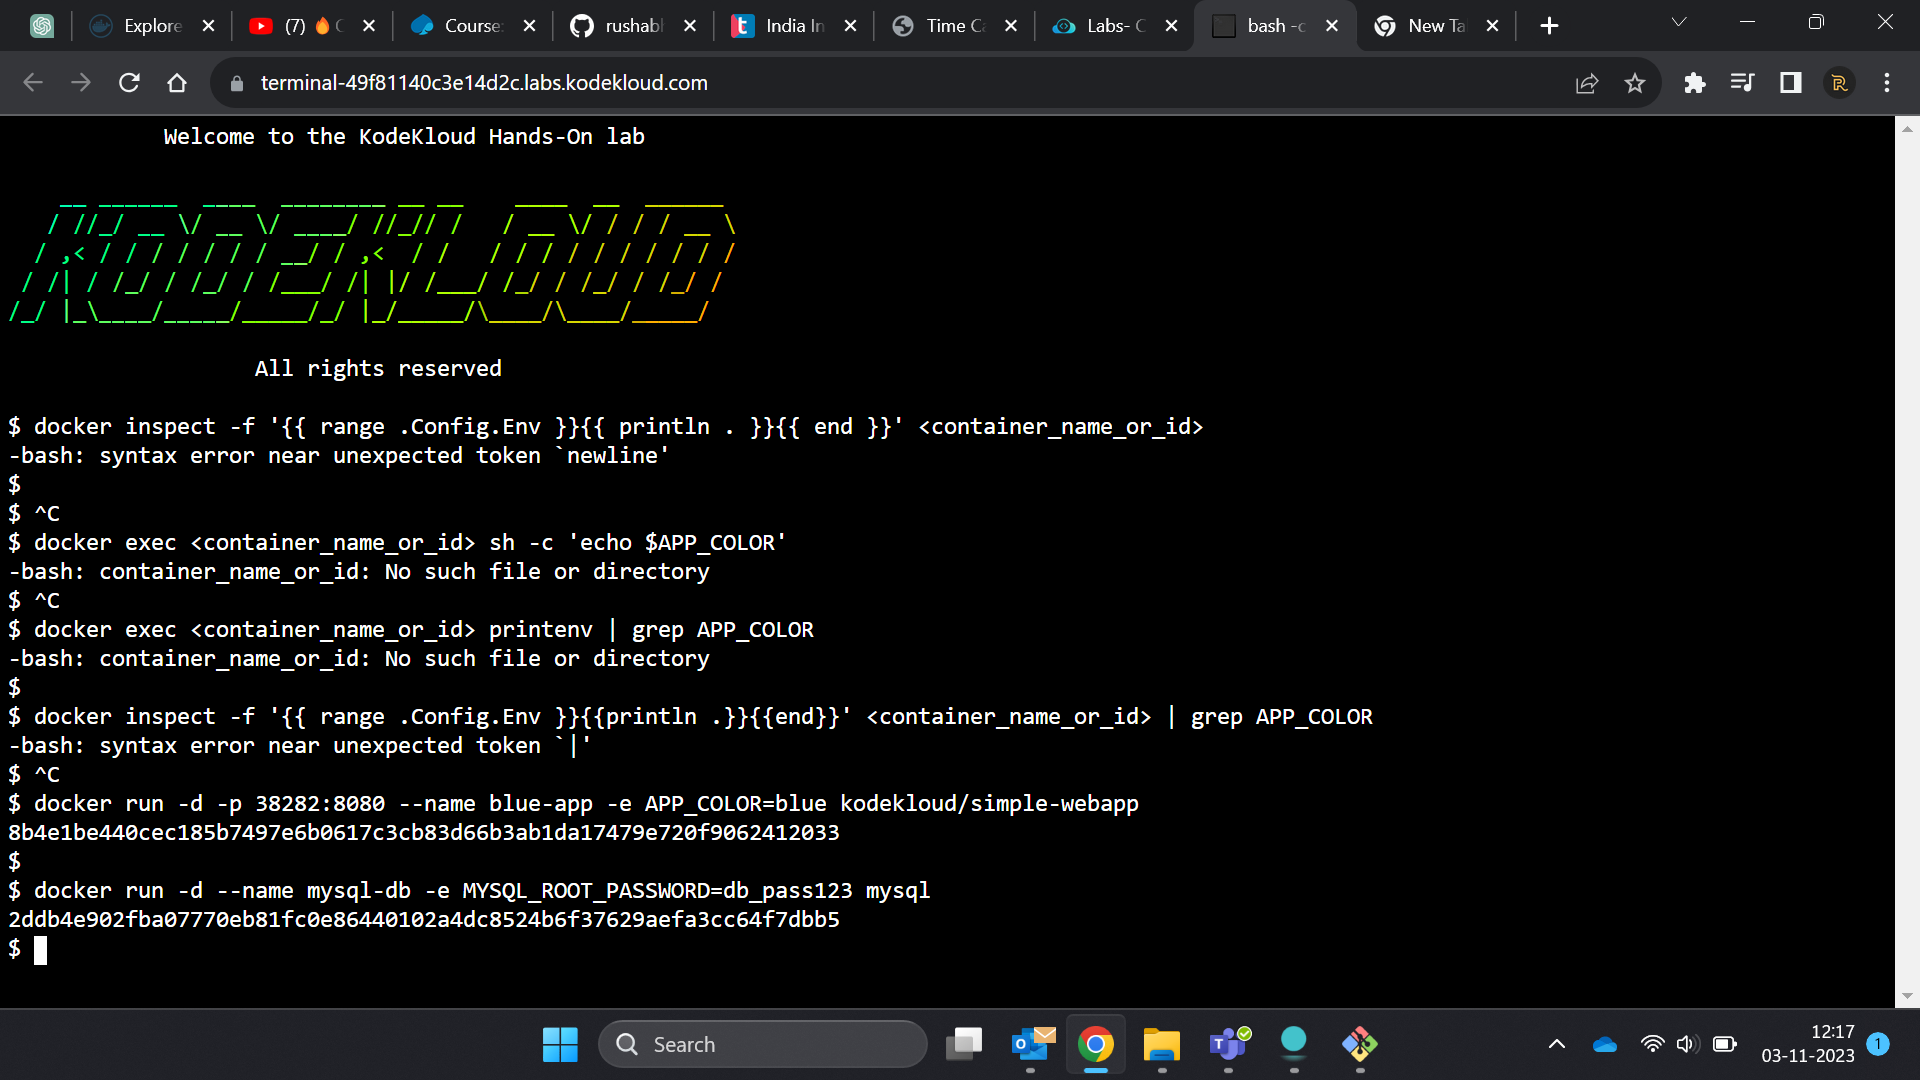 Explore
(7)
Course
rushab
India In
Time C
Labs- C
bash -c
New Ta
terminal-49f81140c3e14d2c.labs.kodekloud.com
Welcome to the KodeKloud Hands-On lab
KODEKLOUD
All rights reserved
$ docker inspect -f '{{ range .Config.Env }}{{ println . }}{{ end }}' <container_name_or_id>
-bash: syntax error near unexpected token `newline'
$
$ ^C
$ docker exec <container_name_or_id> sh -c 'echo $APP_COLOR'
-bash: container_name_or_id: No such file or directory
$ ^C
$ docker exec <container_name_or_id> printenv | grep APP_COLOR
-bash: container_name_or_id: No such file or directory
$
$ docker inspect -f '{{ range .Config.Env }}{{println .}}{{end}}' <container_name_or_id> | grep APP_COLOR
-bash: syntax error near unexpected token `|'
$ ^C
$ docker run -d -p 38282:8080 --name blue-app -e APP_COLOR=blue kodekloud/simple-webapp
8b4e1be440cec185b7497e6b0617c3cb83d66b3ab1da17479e720f9062412033
$
$ docker run -d --name mysql-db -e MYSQL_ROOT_PASSWORD=db_pass123 mysql
2ddb4e902fba07770eb81fc0e86440102a4dc8524b6f37629aefa3cc64f7dbb5
$
Search
12:17
03-11-2023
1